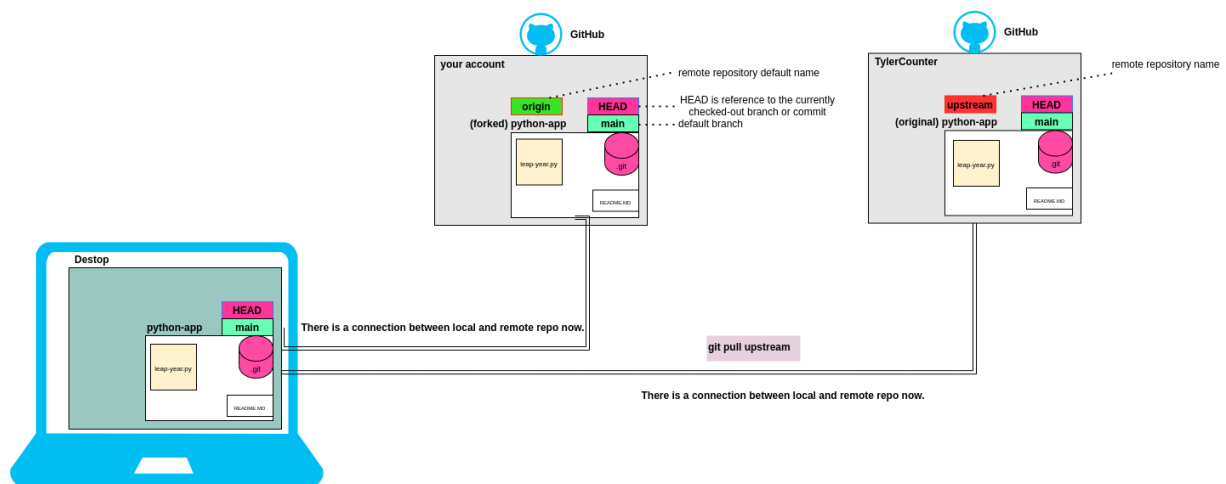 GitHub
your account
remote repository default name
origin
HEAD
HEAD is reference to the currently
checked-out branch or commit
(forked) python-app
main
default branch
leap-year.py
.git
README.MD
GitHub
TylerCounter
remote repository name
upstream
HEAD
(original) python-app
main
leap-year.py
.git
README.MD
Destop
HEAD
python-app
main
leap-year.py
.git
README.MD
There is a connection between local and remote repo now.
git pull upstream
There is a connection between local and remote repo now.